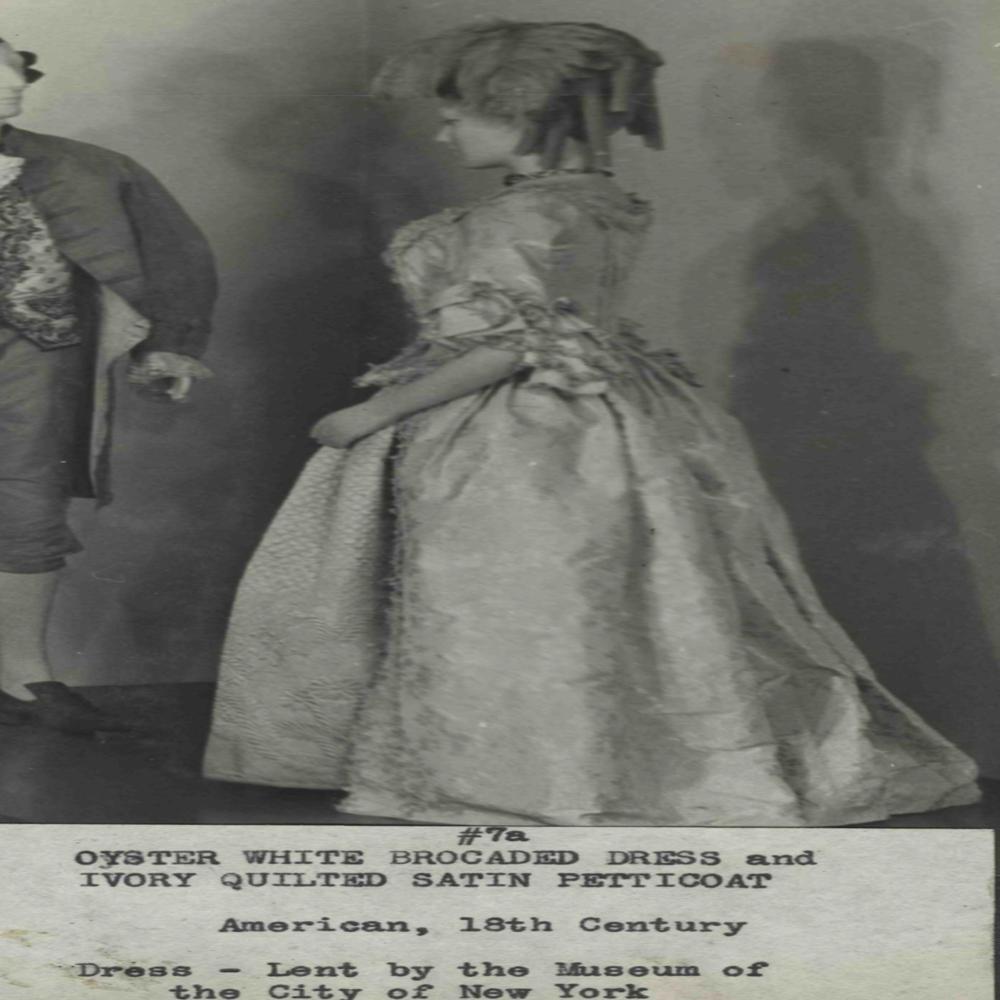 #7a
OYSTER WHITE BROCADED DRESS and
IVORY QUILTED SATIN PETTICOAT
American, 18th Century
Dress - Lent by the Museum of
the City of New York